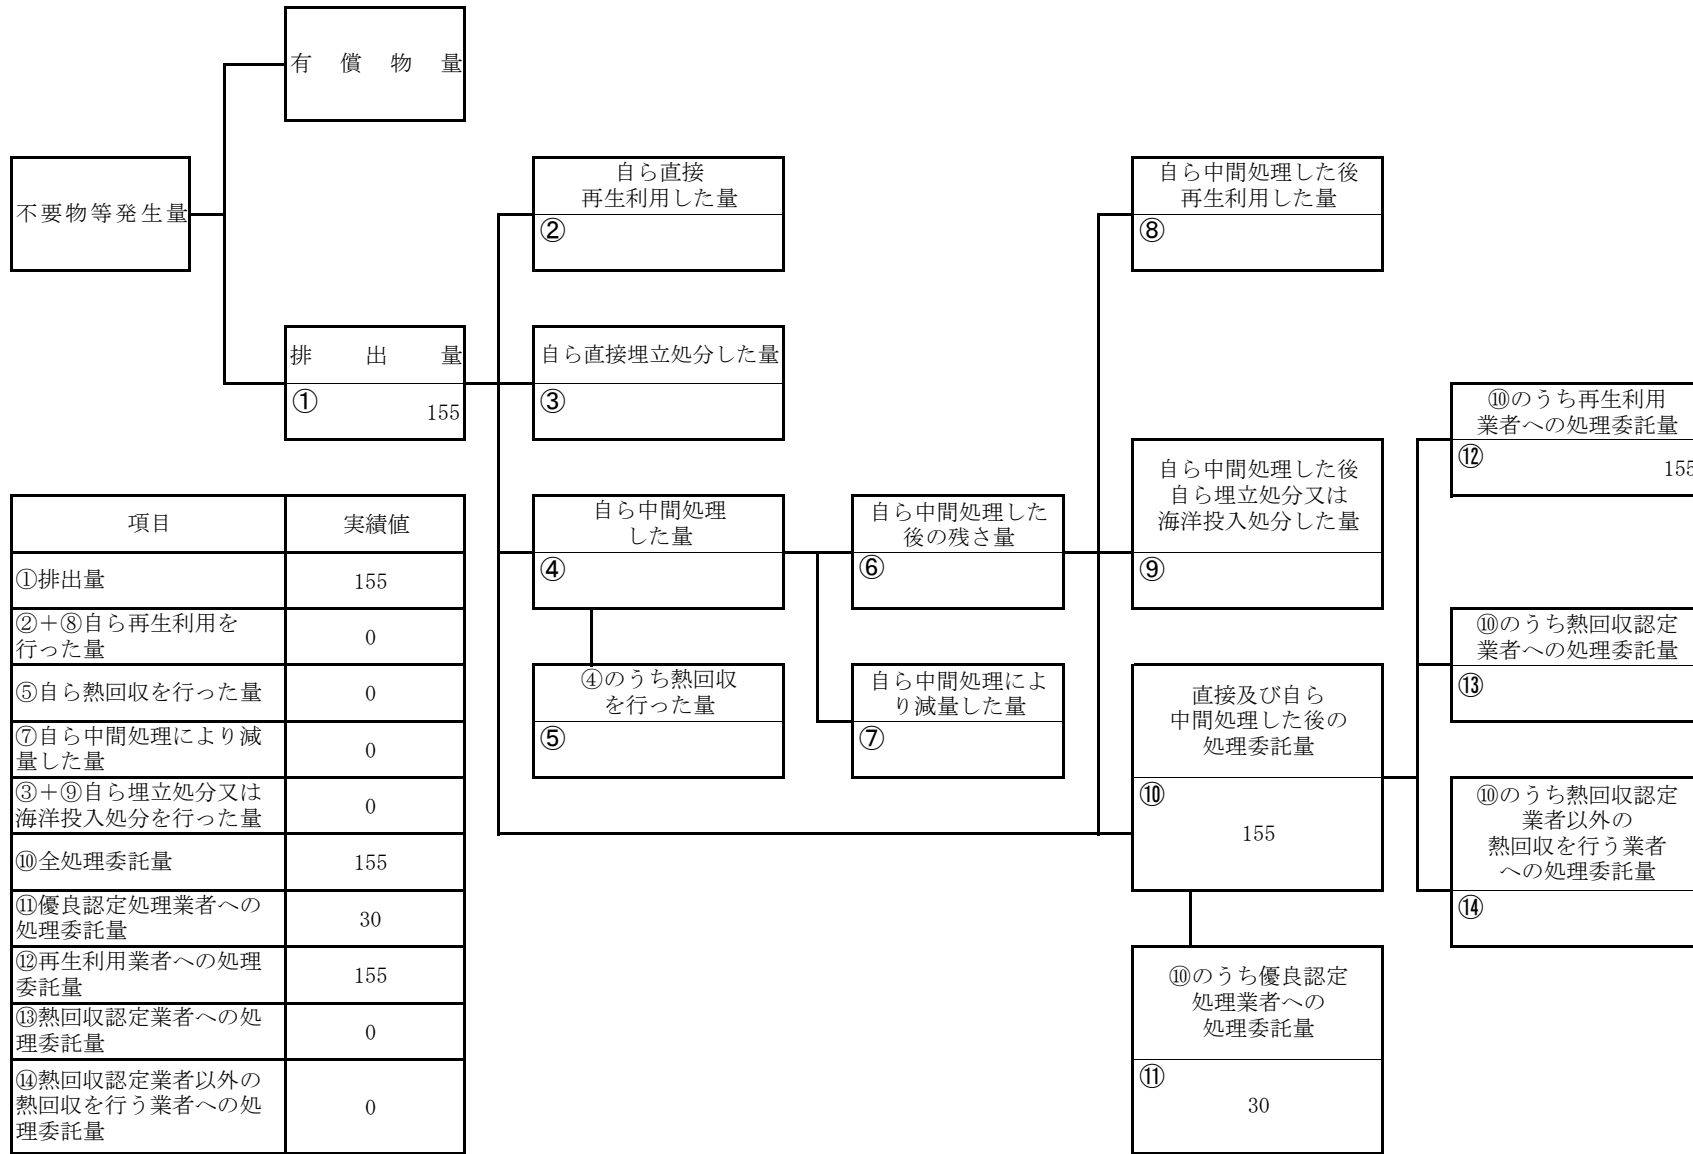 有償物量
不要物等発生量
排出量
①
155
自ら直接
再生利用した量
②
自ら直接埋立処分した量
③
自ら中間処理
した量
④
④のうち熱回収
を行った量
⑤
自ら中間処理した
後の残さ量
⑥
自ら中間処理によ
り減量した量
⑦
自ら中間処理した後
再生利用した量
⑧
自ら中間処理した後
自ら埋立処分又は
海洋投入処分した量
⑨
直接及び自ら
中間処理した後の
処理委託量
⑩
155
⑩のうち優良認定
処理業者への
処理委託量
⑪
30
⑩のうち再生利用
業者への処理委託量
⑫
155
⑩のうち熱回収認定
業者への処理委託量
⑬
⑩のうち熱回収認定
業者以外の
熱回収を行う業者
への処理委託量
⑭
項目 実績値
①排出量 155
②+⑧自ら再生利用を
行った量 0
⑤自ら熱回収を行った量 0
⑦自ら中間処理により減
量した量 0
③+⑨自ら埋立処分又は
海洋投入処分を行った量 0
⑩全処理委託量 155
⑪優良認定処理業者への
処理委託量 30
⑫再生利用業者への処理
委託量 155
⑬熱回収認定業者への処
理委託量 0
⑭熱回収認定業者以外の
熱回収を行う業者への処
理委託量 0